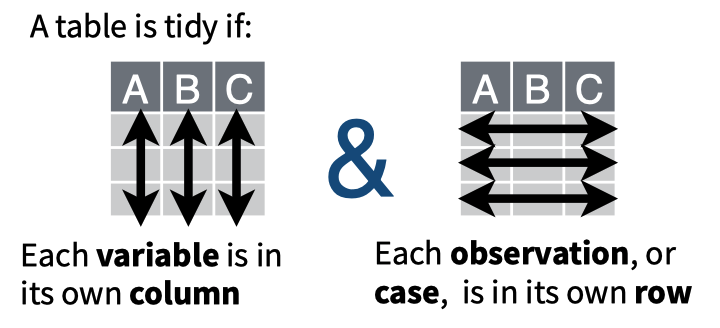 A table is tidy if:
A B C
A B C
&
Each variable is in
its own column
Each observation, or
case, is in its own row